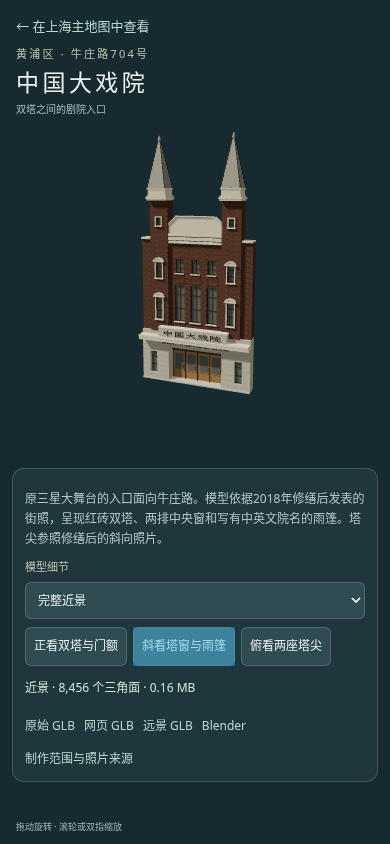 ← 在上海主地图中查看
黄浦区 · 牛庄路704号
中国大戏院
双塔之间的剧院入口
中国大戏院
原三星大舞台的入口面向牛庄路。模型依据2018年修缮后发表的
街照，呈现红砖双塔、两排中央窗和写有中文院名的雨篷。塔
尖参照修缮后的斜向照片。
模型细节
完整近景
正看双塔与门额 斜看塔窗与雨篷 俯看两座塔尖
近景 · 8,456 个三角面 · 0.16 MB
原始 GLB 网页 GLB 远景 GLB Blender
制作范围与照片来源
拖动旋转 · 滚轮或双指缩放